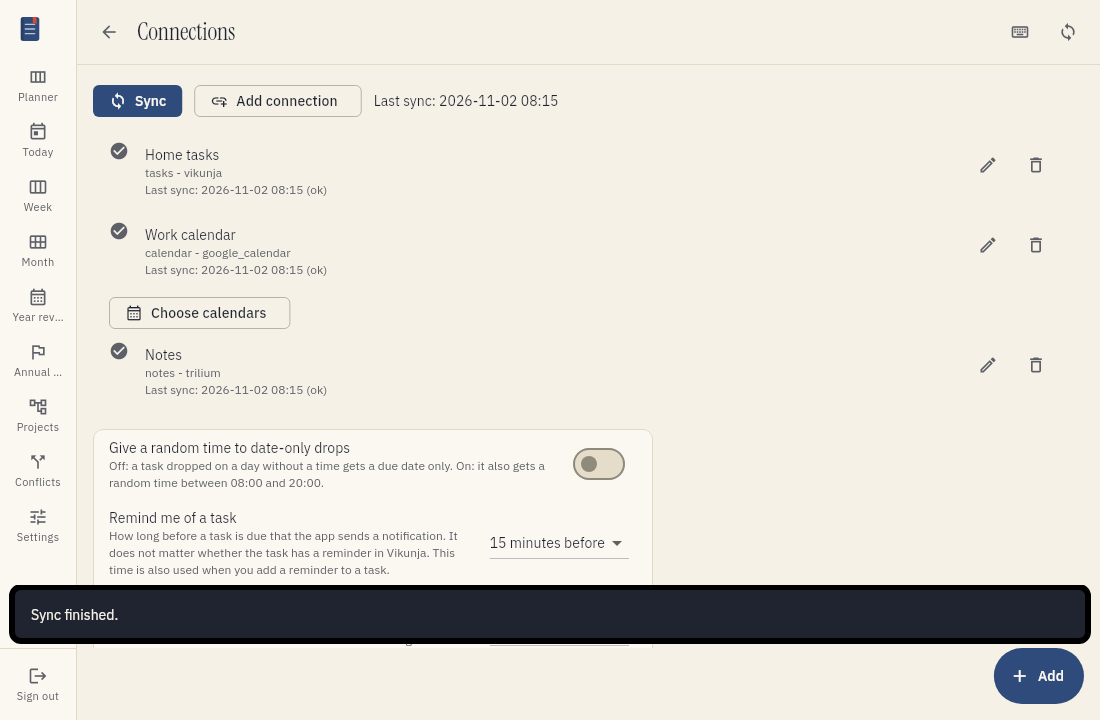 Connections
Planner
Today
Week
Month
Year rev...
Annual ...
Projects
Conflicts
Settings
Sign out
Sync
Add connection
Last sync: 2026-11-02 08:15
Home tasks
tasks - vikunja
Last sync: 2026-11-02 08:15 (ok)
Work calendar
calendar - google_calendar
Last sync: 2026-11-02 08:15 (ok)
Choose calendars
Notes
notes - trilium
Last sync: 2026-11-02 08:15 (ok)
Give a random time to date-only drops
Off: a task dropped on a day without a time gets a due date only. On: it also gets a
random time between 08:00 and 20:00.
Remind me of a task
How long before a task is due that the app sends a notification. It
does not matter whether the task has a reminder in Vikunja. This
time is also used when you add a reminder to a task.
15 minutes before
Sync finished.
Add